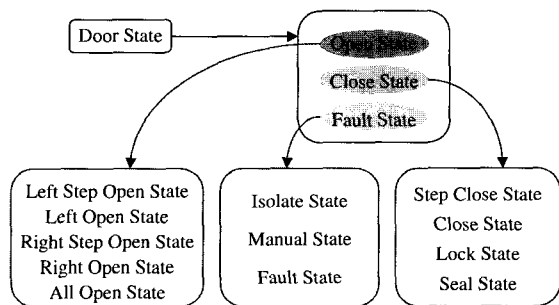 Door State
Open State
Close State
Fault State
Left Step Open State
Left Open State
Right Step Open State
Right Open State
All Open State
Isolate State
Manual State
Fault State
Step Close State
Close State
Lock State
Seal State